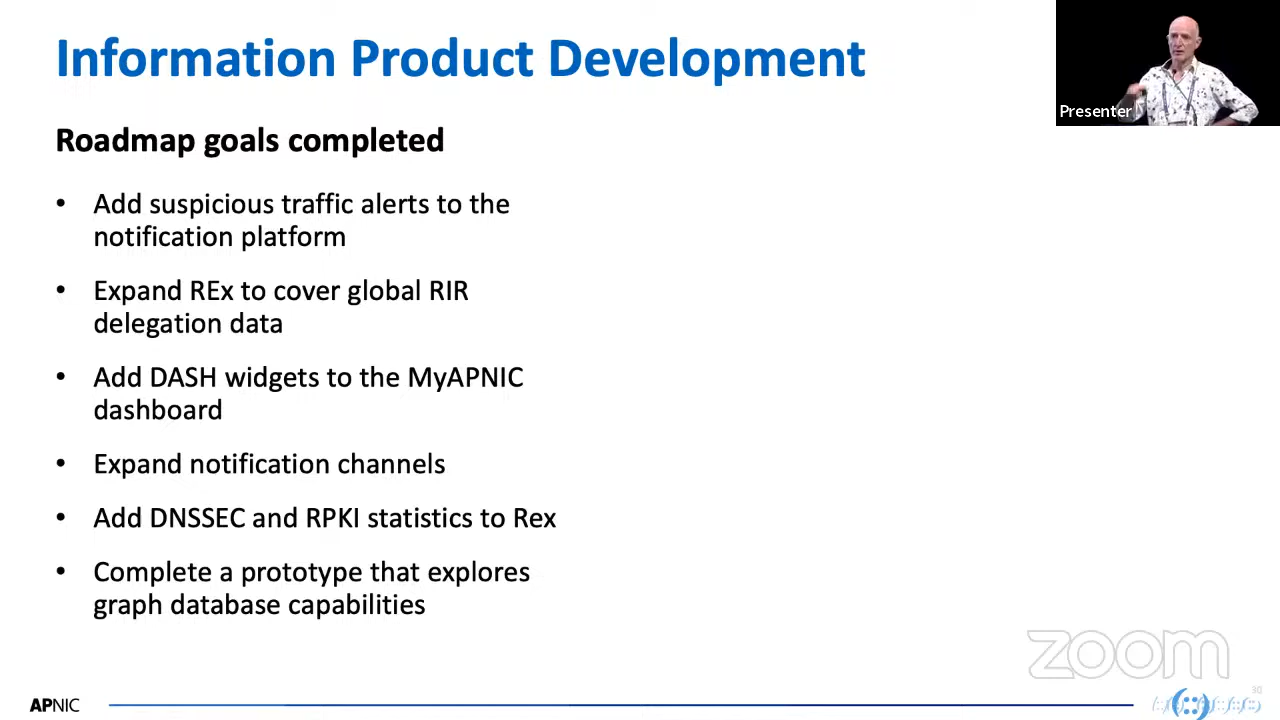 Information Product Development
Presenter
Roadmap goals completed
• Add suspicious traffic alerts to the
notification platform
• Expand REx to cover global RIR
delegation data
• Add DASH widgets to the MyAPNIC
dashboard
• Expand notification channels
• Add DNSSEC and RPKI statistics to Rex
• Complete a prototype that explores
graph database capabilities
zoom
30
APNIC